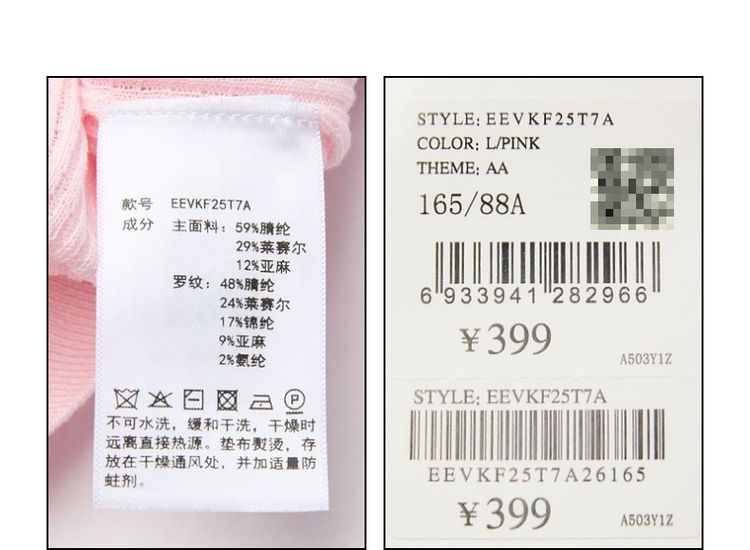 款号 EEVKF25T7A
成分 主面料: 59%腈纶
29%莱赛尔
12%亚麻
罗纹: 48%腈纶
24%莱赛尔
17%锦纶
9%亚麻
2%氨纶
P
不可水洗，缓和干洗，干燥时
远离直接热源。垫布熨烫，存
放在干燥通风处，并加适量防
蛀剂。
STYLE: EEVKF25T7A
COLOR: L/PINK
THEME: AA
165/88A
6 933941 282966
¥399
A503Y1Z
STYLE: EEVKF25T7A
EEVKF25T7A26165
¥399
A503Y1Z